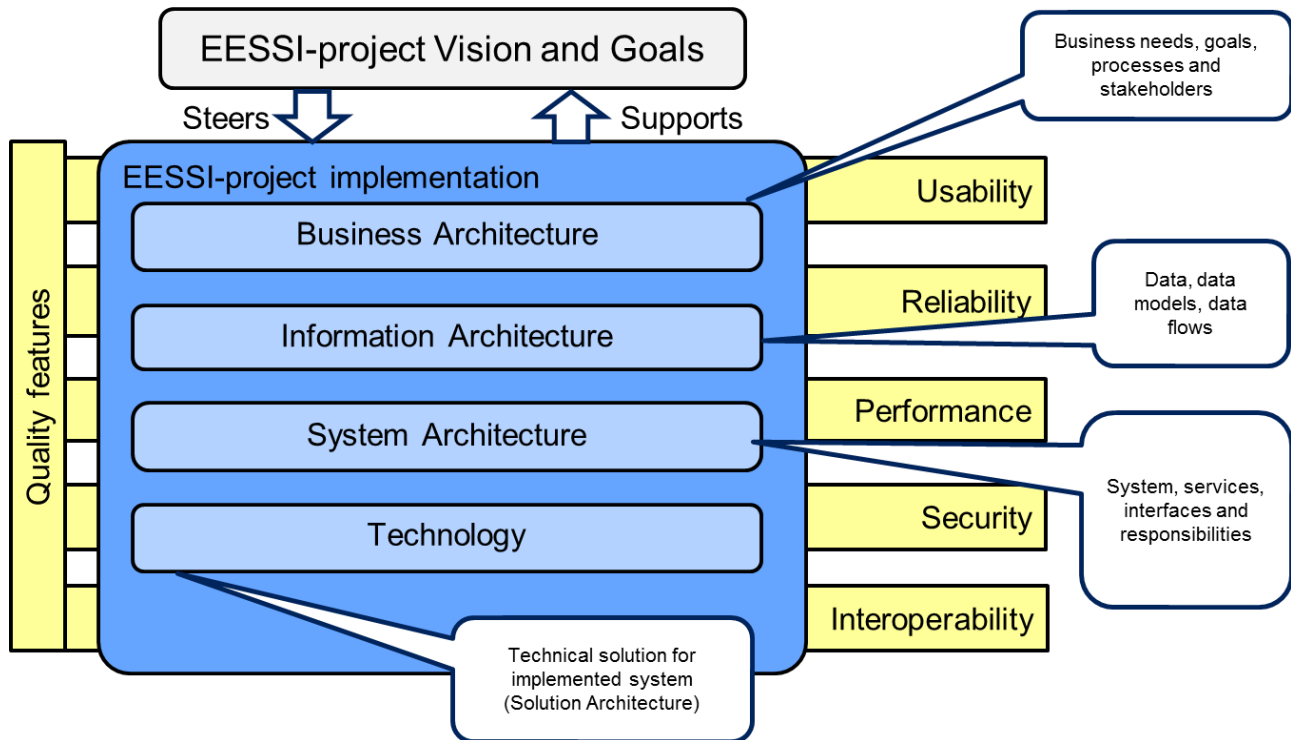 EESSI-project Vision and Goals
Business needs, goals,
processes and
stakeholders
Steers
Supports
EESSI-project implementation
Business Architecture
Information Architecture
System Architecture
Technology
Quality features
Usability
Reliability
Performance
Security
Interoperability
Data, data
models, data
flows
System, services,
interfaces and
responsibilities
Technical solution for
implemented system
(Solution Architecture)